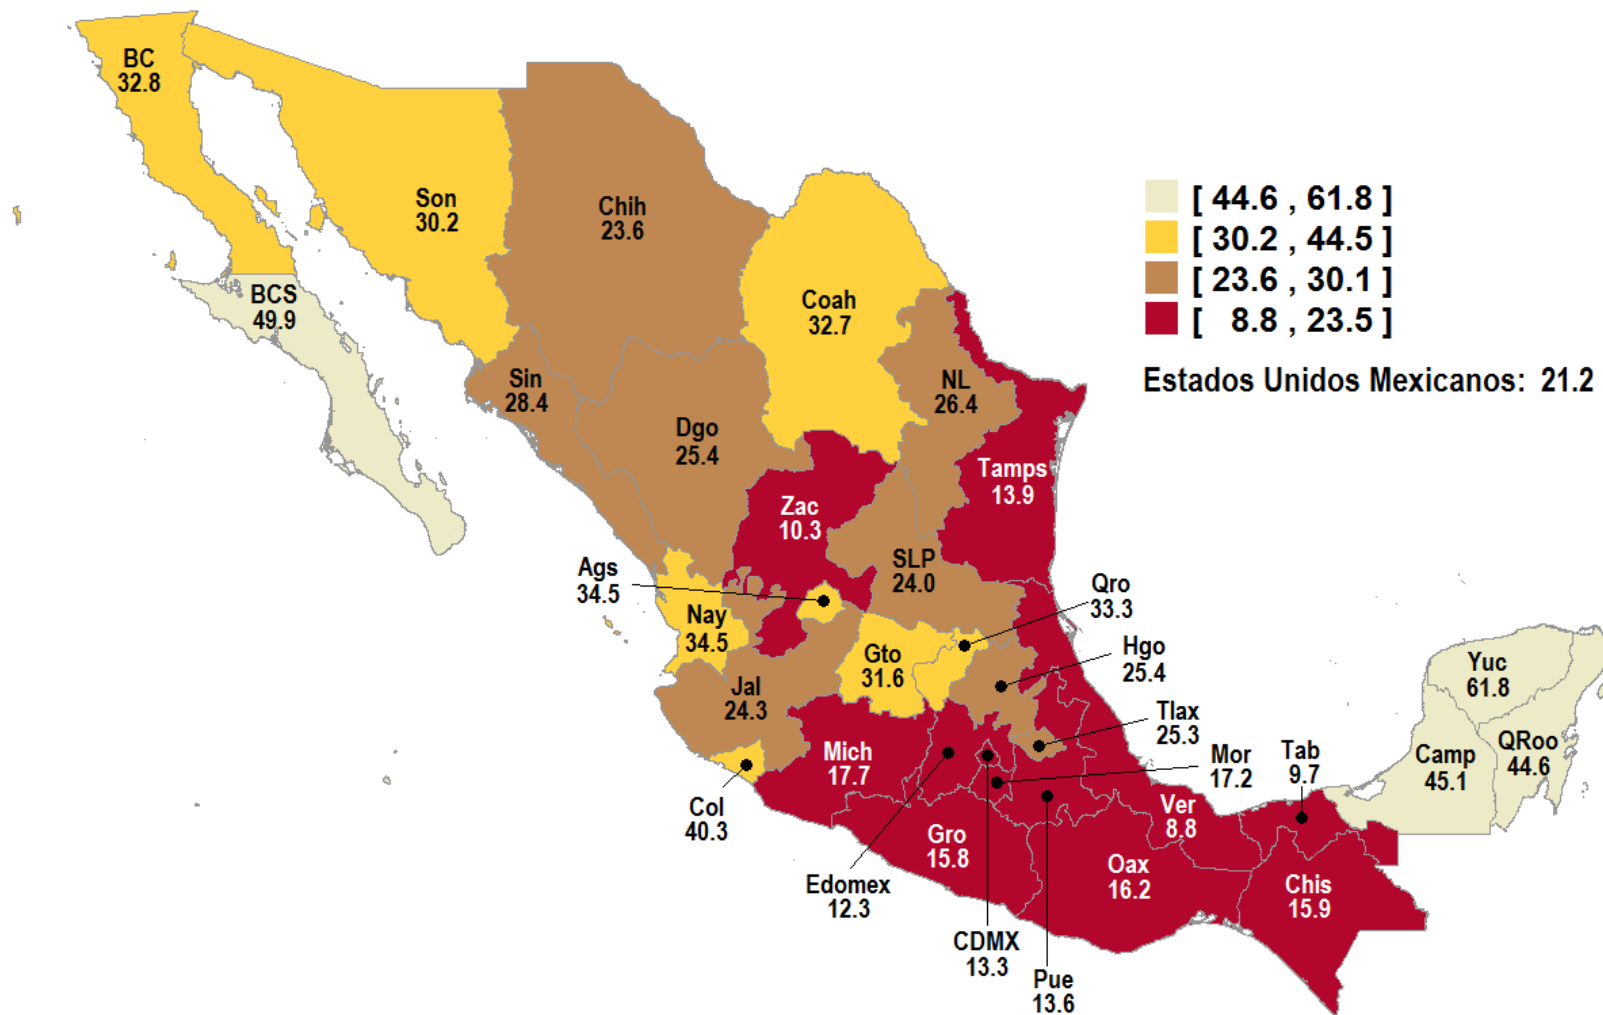 BC
32.8
Son
30.2
Chih
23.6
BCS
49.9
Coah
32.7
[ 44.6 , 61.8 ]
[ 30.2 , 44.5 ]
[ 23.6 , 30.1 ]
[ 8.8 , 23.5 ]
Estados Unidos Mexicanos: 21.2
Sin
28.4
NL
26.4
Dgo
25.4
Tamps
13.9
Zac
10.3
SLP
24.0
Ags
34.5
Qro
33.3
Nay
34.5
Gto
31.6
Hgo
25.4
Jal
24.3
Tlax
25.3
Yuc
61.8
Mich
17.7
Mor
17.2
Tab
9.7
Camp
45.1
QRoo
44.6
Col
40.3
Ver
8.8
Gro
15.8
Oax
16.2
Chis
15.9
Edomex
12.3
CDMX
13.3
Pue
13.6